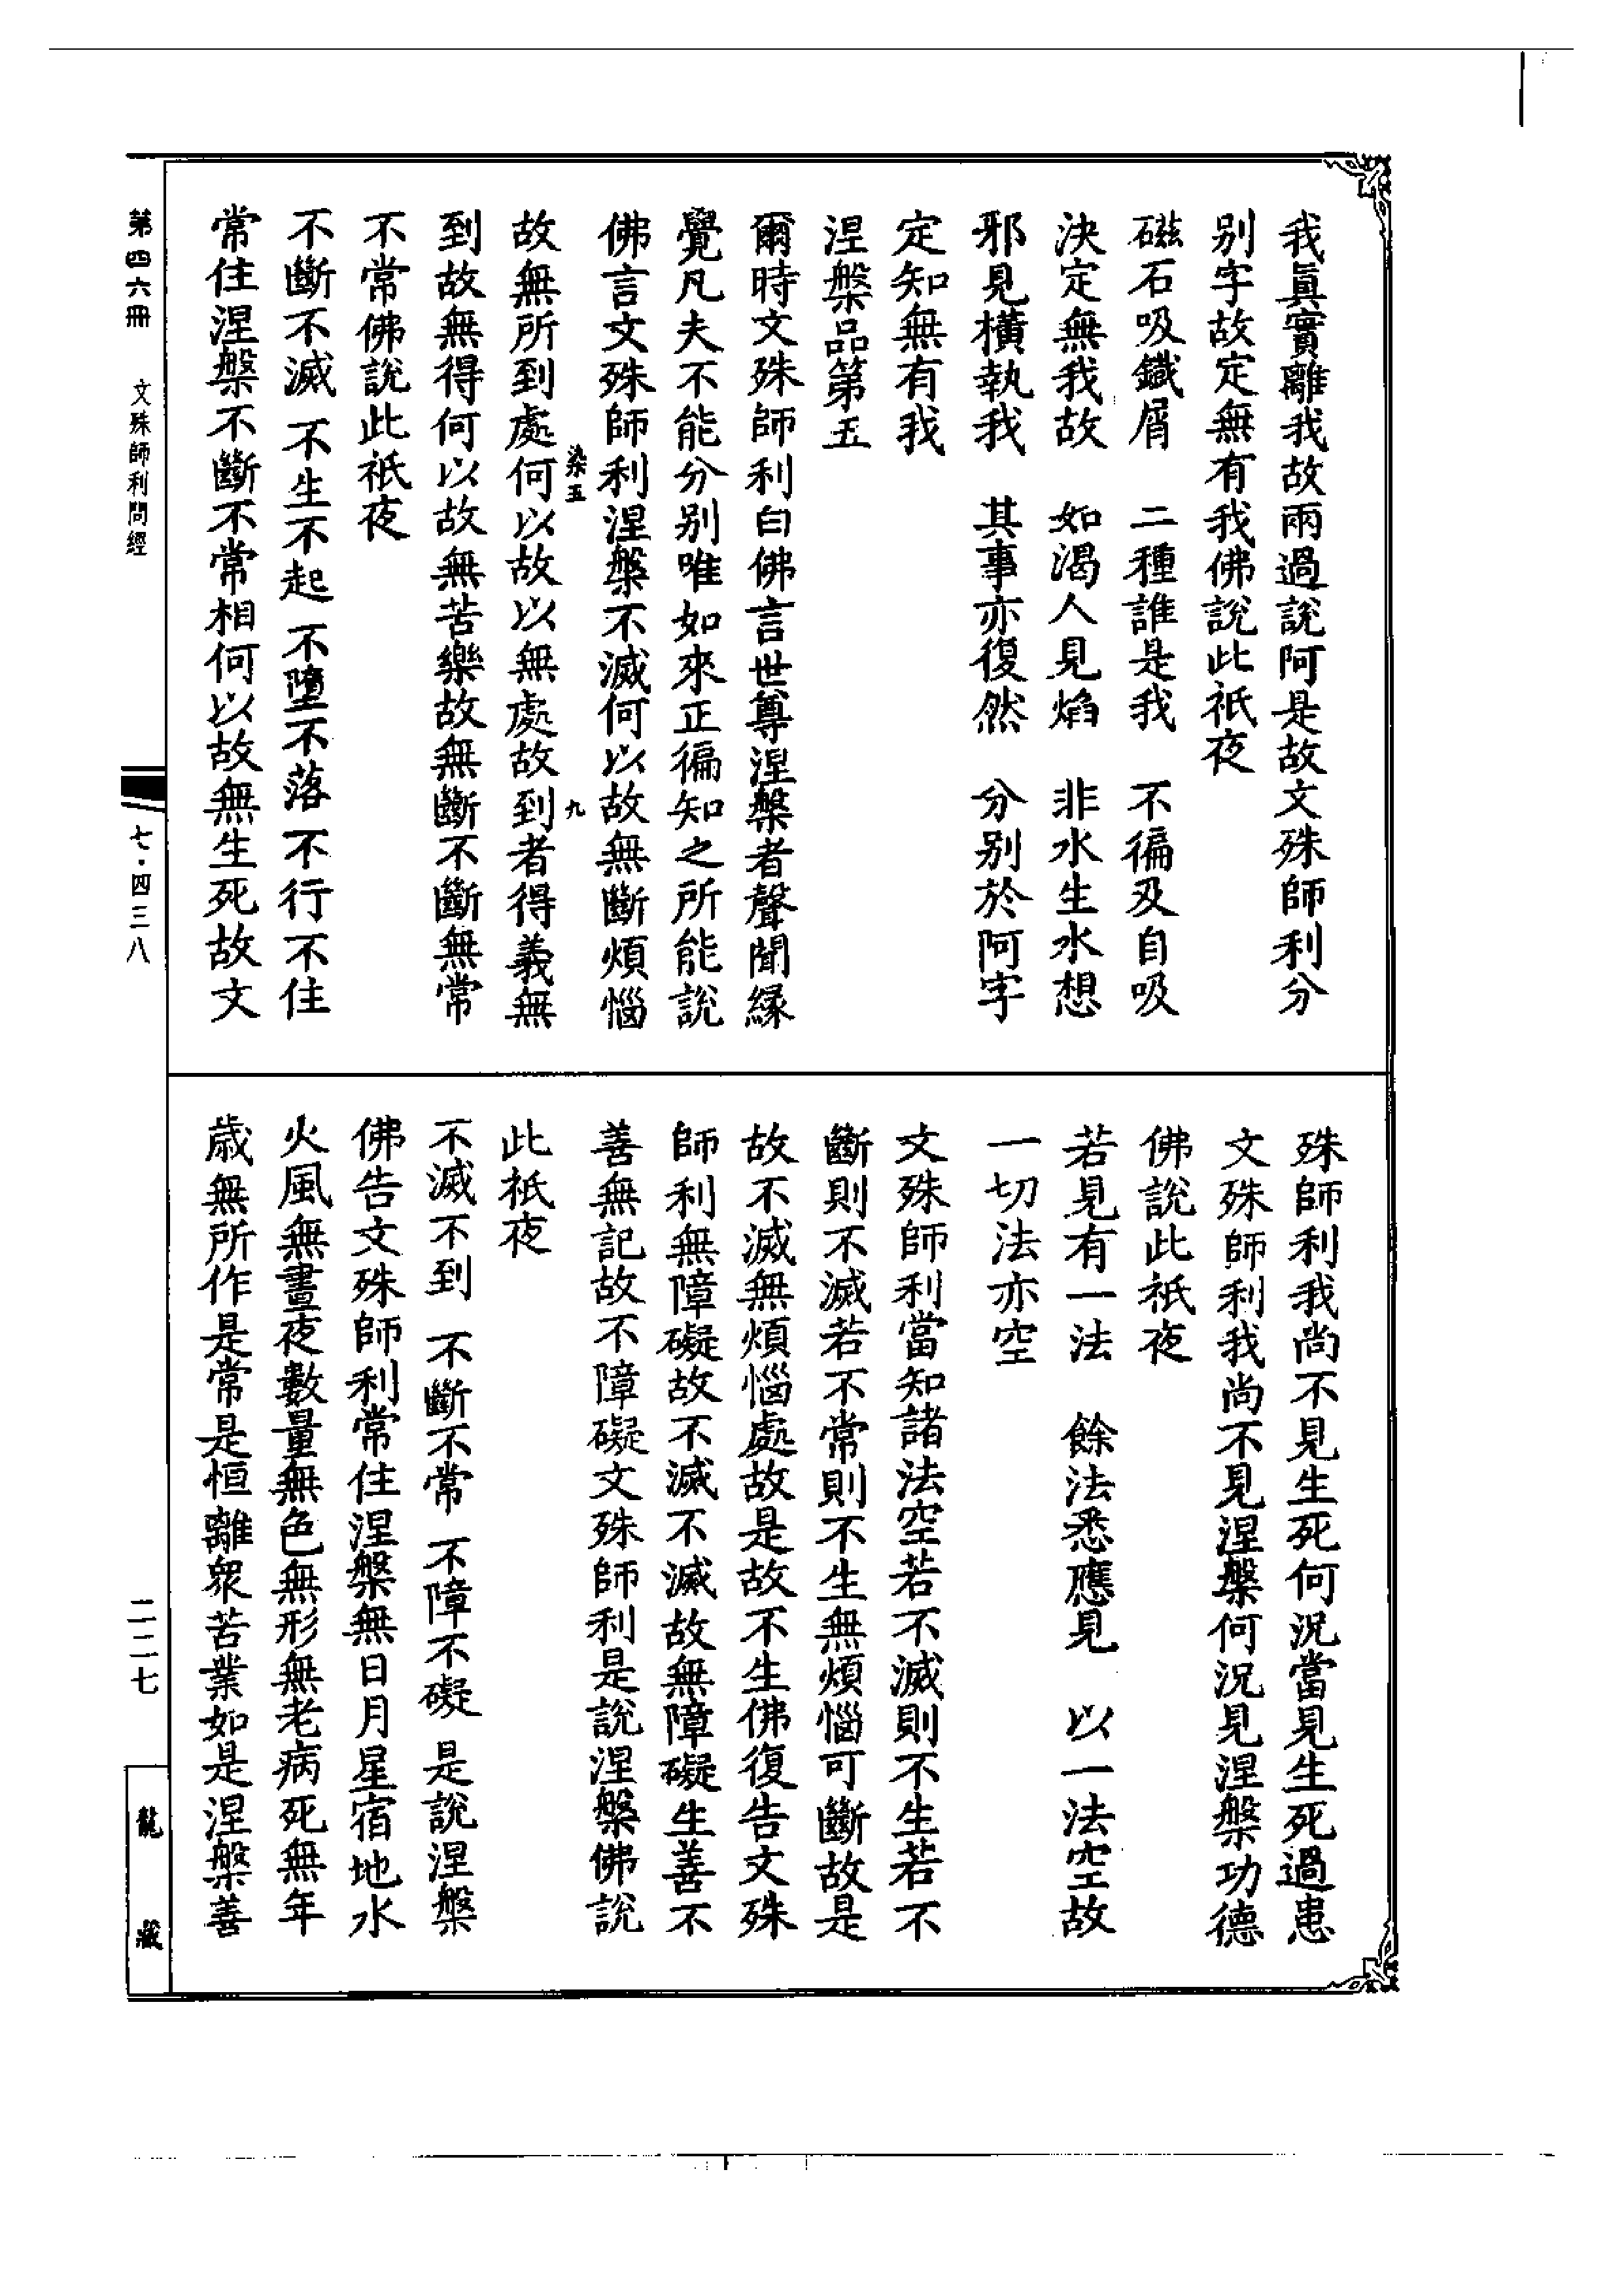 我眞實離我故兩過說阿是故文殊師利分
别字故定無有我佛說此祇夜
磁石吸鐵屑　二種誰是我　不徧及自吸
決定無我故　如渴人見焰　非水生水想
邪見橫執我　其事亦復然　分别於阿字
定知無有我
涅槃品第五
爾時文殊師利白佛言世尊涅槃者聲聞緣
覺凡夫不能分别唯如來正徧知之所能說
佛言文殊師利涅槃不滅何以故無斷煩惱
染五　九
故無所到處何以故以無處故到者得義無
到故無得何以故無苦樂故無斷不斷無常
不常佛說此祇夜
不斷不滅　不生不起　不墮不落　不行不住
常住涅槃不斷不常相何以故無生死故文
殊師利我尚不見生死何況當見生死過患
文殊師利我尚不見涅槃何況見涅槃功德
佛說此祇夜
若見有一法　餘法悉應見　以一法空故
一切法亦空
文殊師利當知諸法空若不滅則不生若不
斷則不滅若不常則不生無煩惱可斷故是
故不滅無煩惱處故是故不生佛復告文殊
師利無障礙故不滅不滅故無障礙生善不
善無記故不障礙文殊師利是說涅槃佛說
此祇夜
不滅不到　不斷不常　不障不礙　是說涅槃
佛告文殊師利常住涅槃無日月星宿地水
火風無晝夜數量無色無形無老病死無年
歲無所作是常是恒離衆苦業如是涅槃善
第四六冊　文殊師利問經
七·四三八
二二七
龍藏